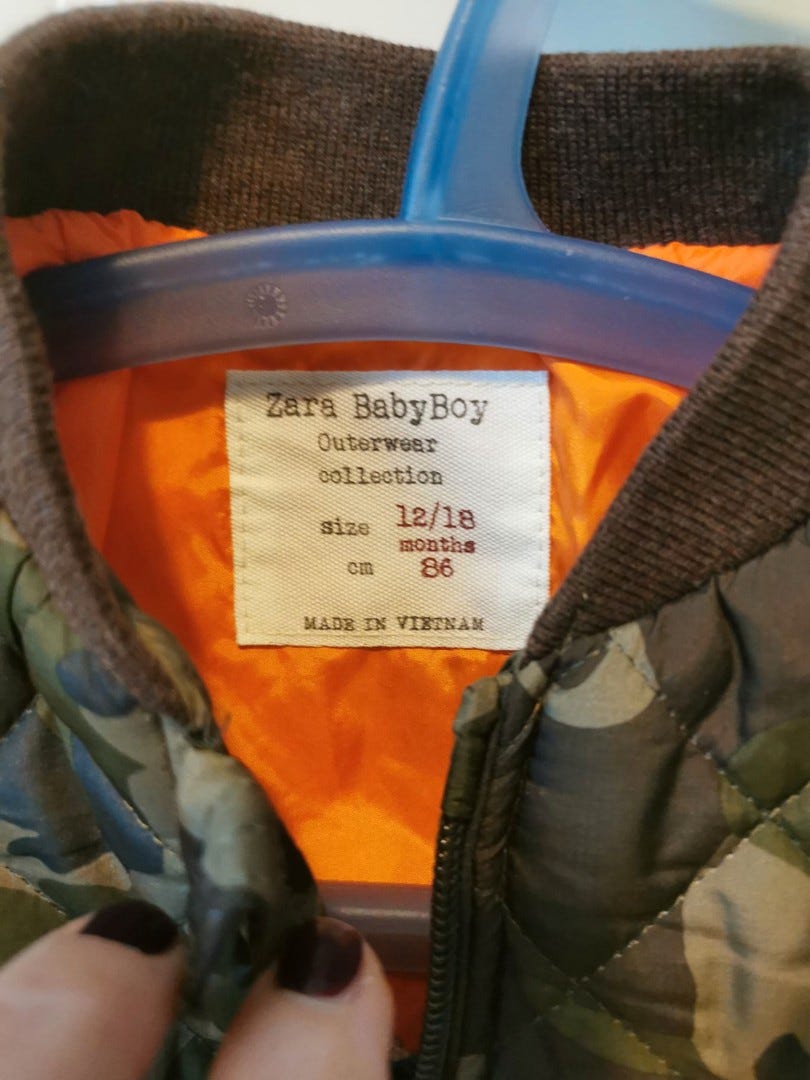 Zara BabyBoy
Outerwear
collection
size 12/18
months
cm 86
MADE IN VIETNAM